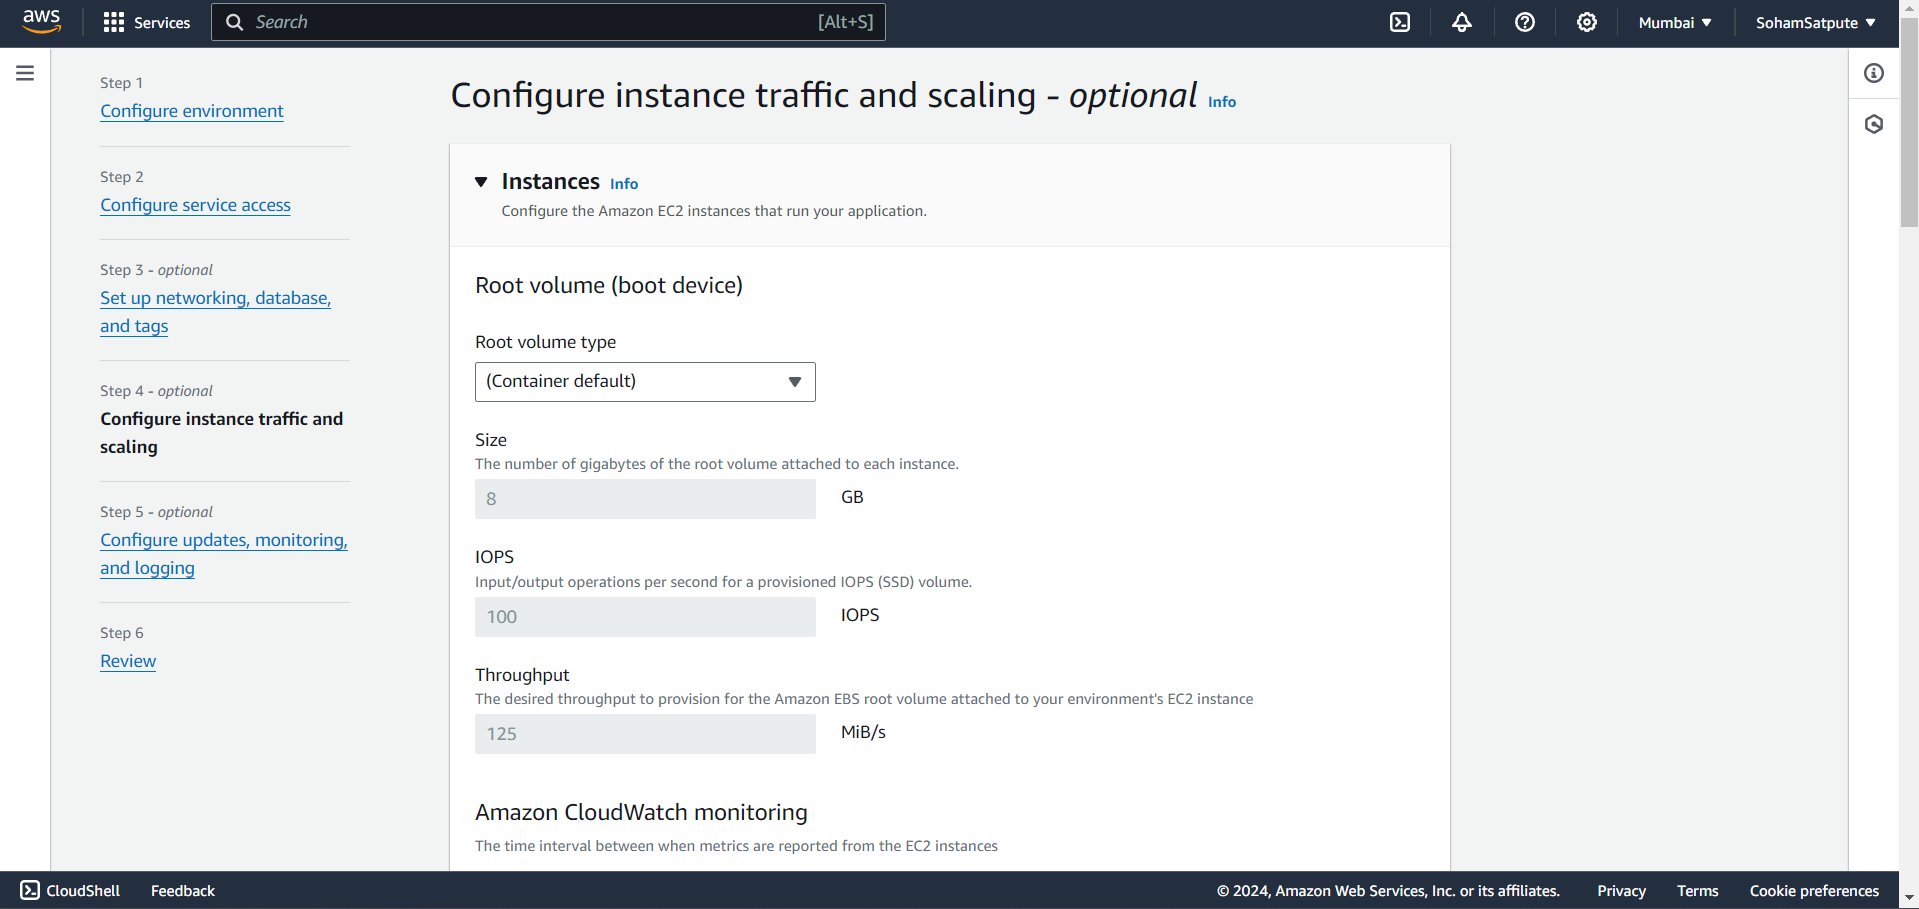 aws
Services
Search
[Alt+S]
Mumbai
SohamSatpute
Step 1
Configure environment
Step 2
Configure service access
Step 3 - optional
Set up networking, database,
and tags
Step 4 - optional
Configure instance traffic and
scaling
Step 5 - optional
Configure updates, monitoring,
and logging
Step 6
Review
Configure instance traffic and scaling - optional Info
Instances Info
Configure the Amazon EC2 instances that run your application.
Root volume (boot device)
Root volume type
(Container default)
Size
The number of gigabytes of the root volume attached to each instance.
8 GB
IOPS
Input/output operations per second for a provisioned IOPS (SSD) volume.
100 IOPS
Throughput
The desired throughput to provision for the Amazon EBS root volume attached to your environment's EC2 instance
125 MiB/s
Amazon CloudWatch monitoring
The time interval between when metrics are reported from the EC2 instances
CloudShell
Feedback
© 2024, Amazon Web Services, Inc. or its affiliates.
Privacy
Terms
Cookie preferences